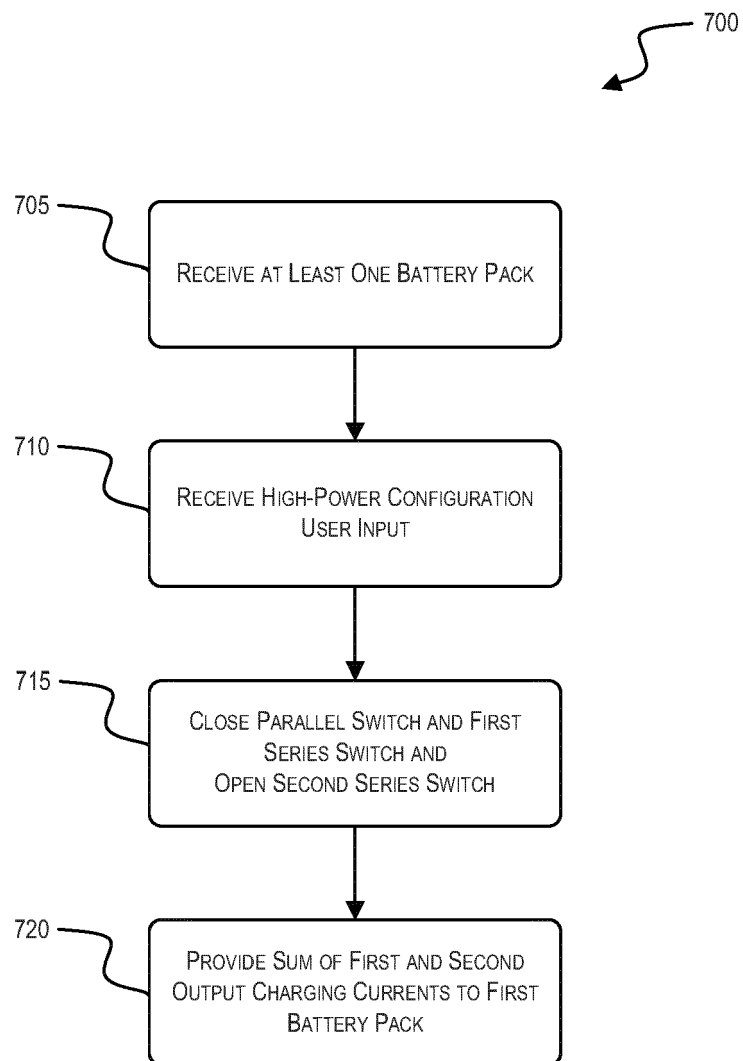 700
705
RECEIVE AT LEAST ONE BATTERY PACK
710
RECEIVE HIGH-POWER CONFIGURATION
USER INPUT
715
CLOSE PARALLEL SWITCH AND FIRST
SERIES SWITCH AND
OPEN SECOND SERIES SWITCH
720
PROVIDE SUM OF FIRST AND SECOND
OUTPUT CHARGING CURRENTS TO FIRST
BATTERY PACK